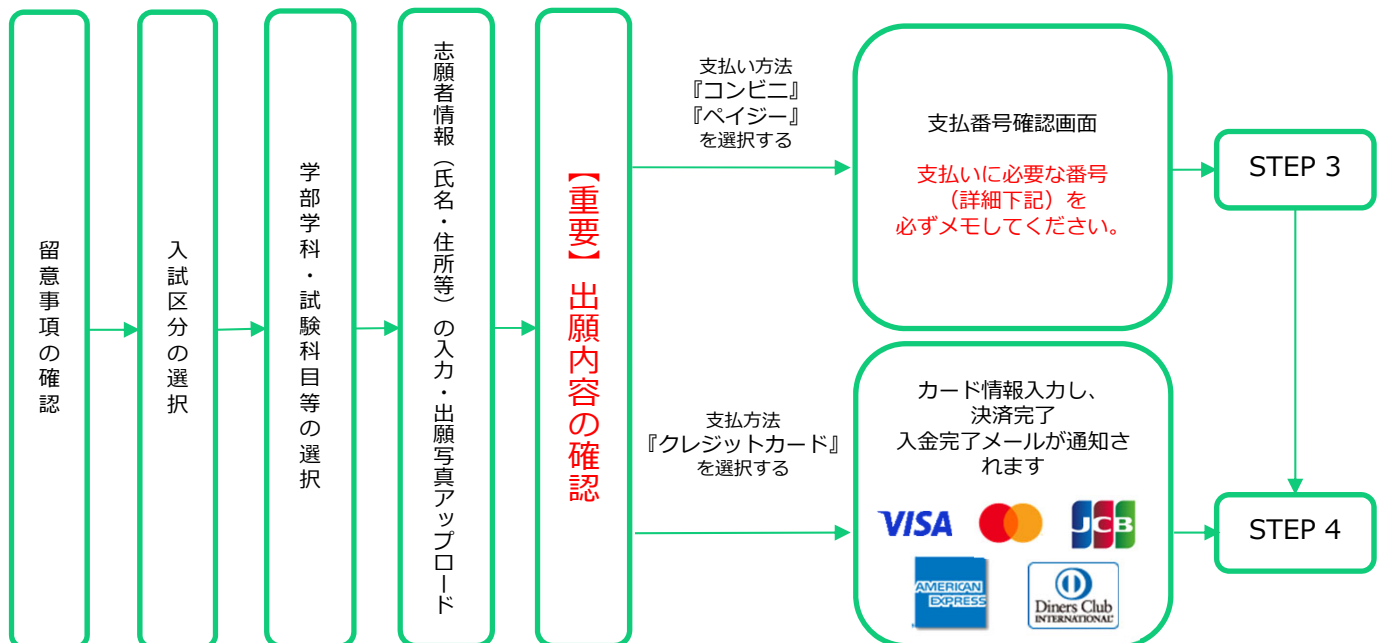 留意事項の確認
入試区分の選択
学部学科・試験科目等の選択
志願者情報（氏名・住所等）の入力・出願写真アップロード
【重要】出願内容の確認
支払い方法
『コンビニ』
『ペイジー』
を選択する
支払番号確認画面
支払いに必要な番号
（詳細下記）を
必ずメモしてください。
STEP 3
支払方法
『クレジットカード』
を選択する
カード情報入力し、
決済完了
入金完了メールが通知さ
れます
VISA
JCB
AMERICAN
EXPRESS
Diners Club
INTERNATIONAL
STEP 4